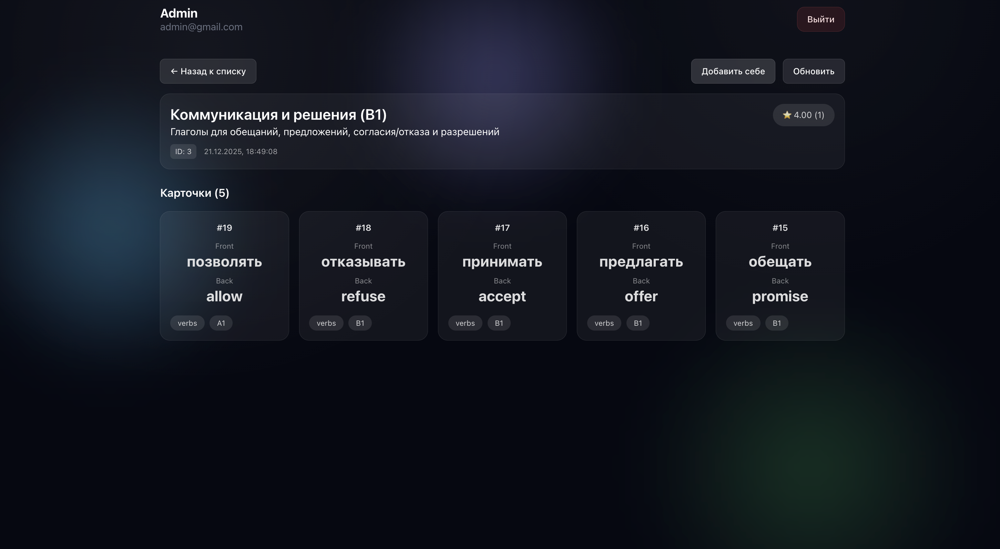 Admin
admin@gmail.com
Выйти
← Назад к списку
Добавить себе
Обновить
Коммуникация и решения (B1)
⭐ 4.00 (1)
Глаголы для обещаний, предложений, согласия/отказа и разрешений
ID: 3
21.12.2025, 18:49:08
Карточки (5)
#19
Front
позволять
Back
allow
verbs
A1
#18
Front
отказывать
Back
refuse
verbs
B1
#17
Front
принимать
Back
accept
verbs
B1
#16
Front
предлагать
Back
offer
verbs
B1
#15
Front
обещать
Back
promise
verbs
B1